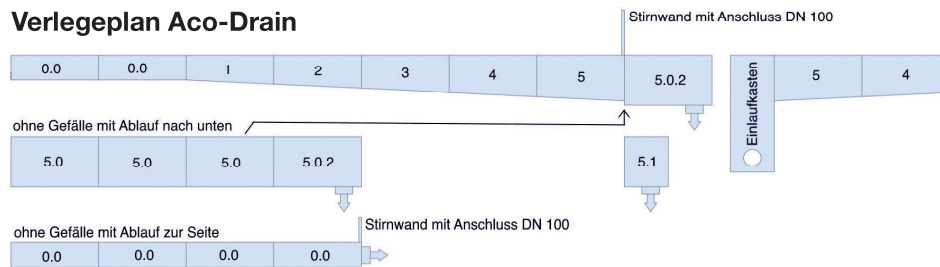 Verlegeplan Aco-Drain
Stirnwand mit Anschluss DN 100
0.0 0.0 1 2 3 4 5 5.0.2 Einlaufkasten 5 4
ohne Gefälle mit Ablauf nach unten
5.0 5.0 5.0 5.0.2 5.1
ohne Gefälle mit Ablauf zur Seite
Stirnwand mit Anschluss DN 100
0.0 0.0 0.0 0.0